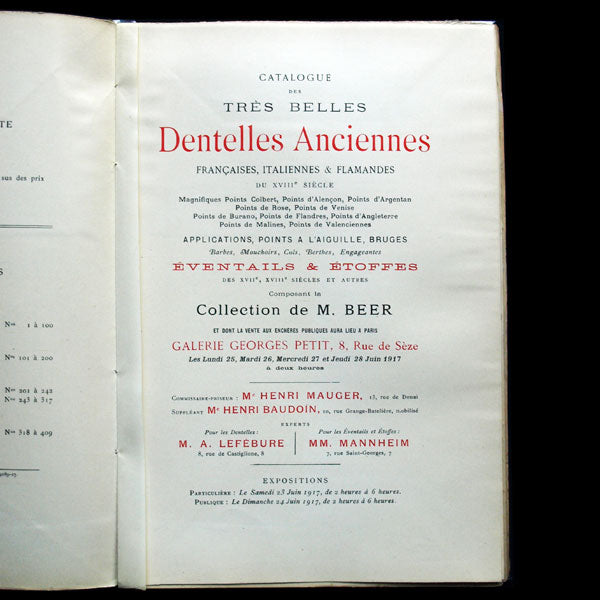 TE
sus des prix
S
Nos 1 à 100
Nos 101 à 200
Nos 201 à 242
Nos 243 à 317
Nos 318 à 409
CATALOGUE
DES
TRÈS BELLES
Dentelles Anciennes
FRANÇAISES, ITALIENNES & FLAMANDES
DU XVIIIe SIÈCLE
Magnifiques Points Colbert, Points d'Alençon, Points d'Argentan
Points de Rose, Points de Venise
Points de Burano, Points de Flandres, Points d'Angleterre
Points de Malines, Points de Valenciennes
APPLICATIONS, POINTS A L'AIGUILLE, BRUGES
Barbes, Mouchoirs, Cols, Berthes, Engageantes
ÉVENTAILS & ÉTOFFES
DES XVIIe, XVIIIe SIÈCLES ET AUTRES
Composant la
Collection de M. BEER
ET DONT LA VENTE AUX ENCHÈRES PUBLIQUES AURA LIEU A PARIS
GALERIE GEORGES PETIT, 8, Rue de Sèze
Les Lundi 25, Mardi 26, Mercredi 27 et Jeudi 28 Juin 1917
à deux heures
COMMISSAIRE-PRISEUR : Me HENRI MAUGER, 13, rue de Douai
SUPPLÉANT Me HENRI BAUDOIN, 10, rue Grange-Batelière, mobilisé
EXPERTS
Pour les Dentelles :
M. A. LEFÉBURE
8, rue de Castiglione, 8
Pour les Éventails et Étoffes :
MM. MANNHEIM
7, rue Saint-Georges, 7
EXPOSITIONS
PARTICULIÈRE : Le Samedi 23 Juin 1917, de 2 heures à 6 heures.
PUBLIQUE : Le Dimanche 24 Juin 1917, de 2 heures à 6 heures.